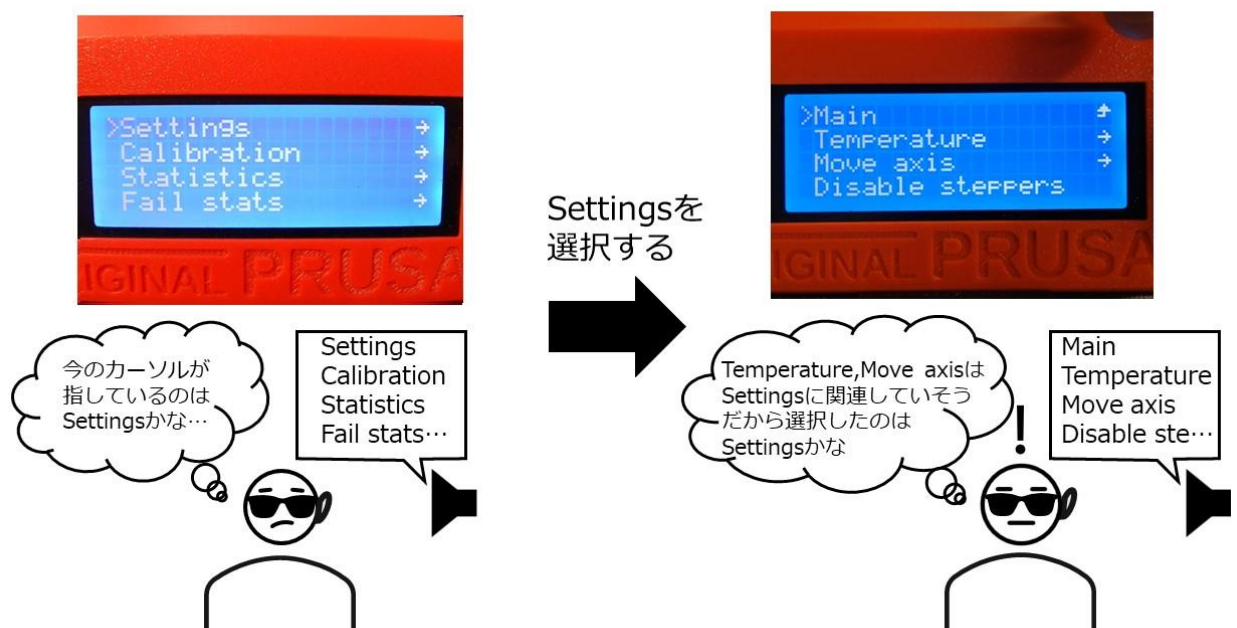 >Settings →
Calibration →
Statistics →
Fail stats →
IGINAL PRUSA
Settingsを
選択する
>Main
Temperature →
Move axis →
Disable steppers
IGINAL PRUSA
今のカーソルが
指しているのは
Settingsかな…
Settings
Calibration
Statistics
Fail stats…
Temperature,Move axisは
Settingsに関連していそう
だから選択したのは
Settingsかな
!
Main
Temperature
Move axis
Disable ste…